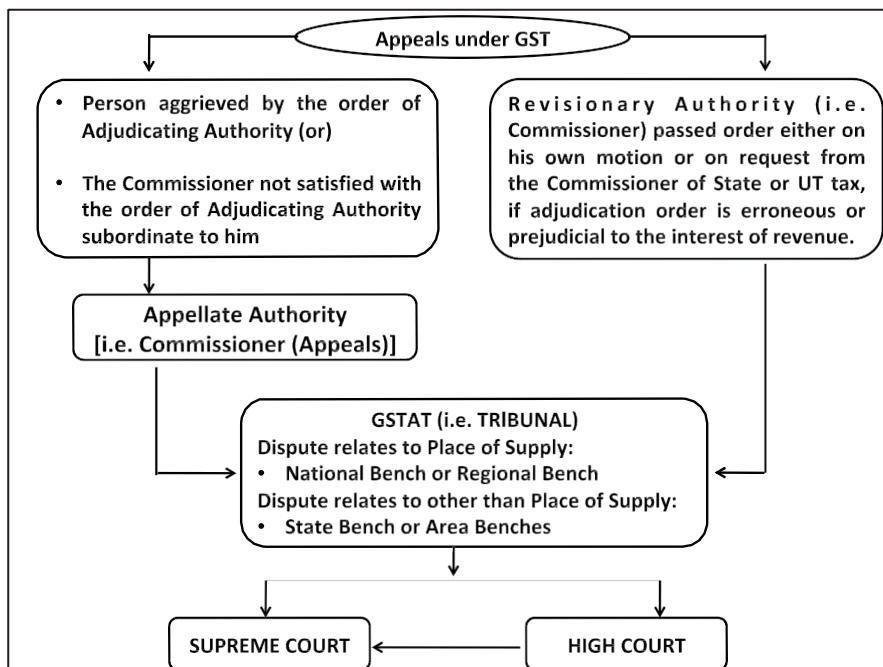 Appeals under GST
• Person aggrieved by the order of
Adjudicating Authority (or)
• The Commissioner not satisfied with
the order of Adjudicating Authority
subordinate to him
Revisionary Authority (i.e.
Commissioner) passed order either on
his own motion or on request from
the Commissioner of State or UT tax,
if adjudication order is erroneous or
prejudicial to the interest of revenue.
Appellate Authority
[i.e. Commissioner (Appeals)]
GSTAT (i.e. TRIBUNAL)
Dispute relates to Place of Supply:
• National Bench or Regional Bench
Dispute relates to other than Place of Supply:
• State Bench or Area Benches
SUPREME COURT
HIGH COURT